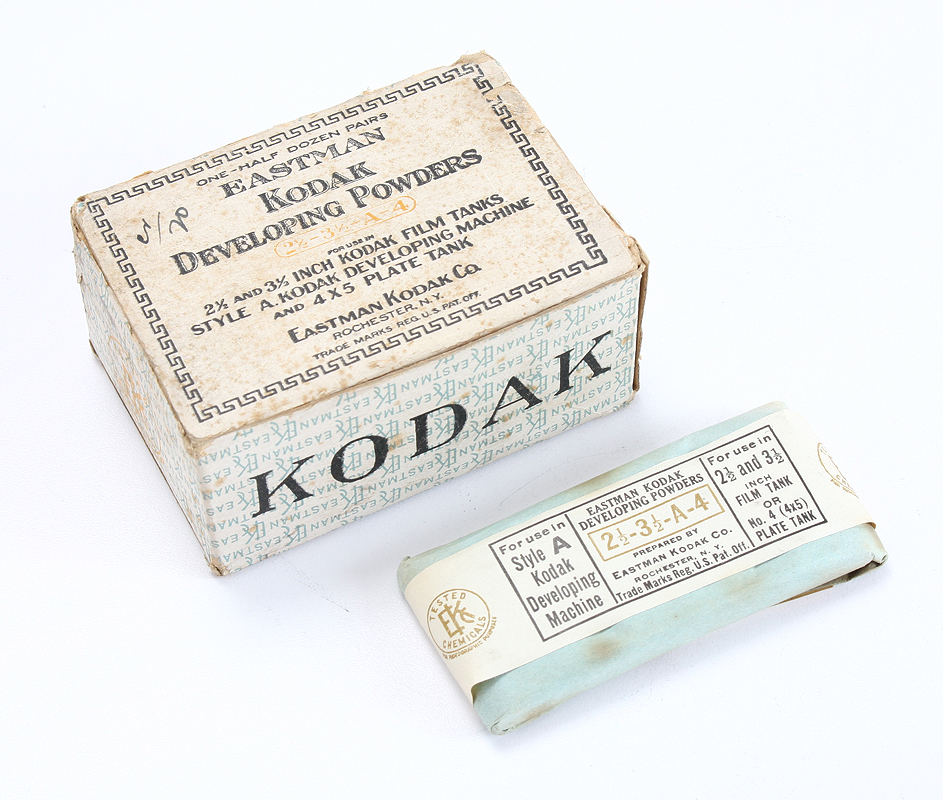 ONE-HALF DOZEN PAIRS
EASTMAN
KODAK
DEVELOPING POWDERS
2½-3½-A-4
FOR USE IN
2½ AND 3½ INCH KODAK FILM TANKS
STYLE A. KODAK DEVELOPING MACHINE
AND 4X5 PLATE TANK
EASTMAN KODAK CO.
ROCHESTER, N.Y.
TRADE MARKS REG. U.S. PAT. OFF.
KODAK
TESTED
EKC
CHEMICALS
For use in
Style A
Kodak
Developing
Machine
EASTMAN KODAK
DEVELOPING POWDERS
2½-3½-A-4
PREPARED BY
EASTMAN KODAK CO.
ROCHESTER, N.Y.
Trade Marks Reg. U.S. Pat. Off.
For use in
2½ and 3½
INCH
FILM TANK
OR
No. 4 (4x5)
PLATE TANK